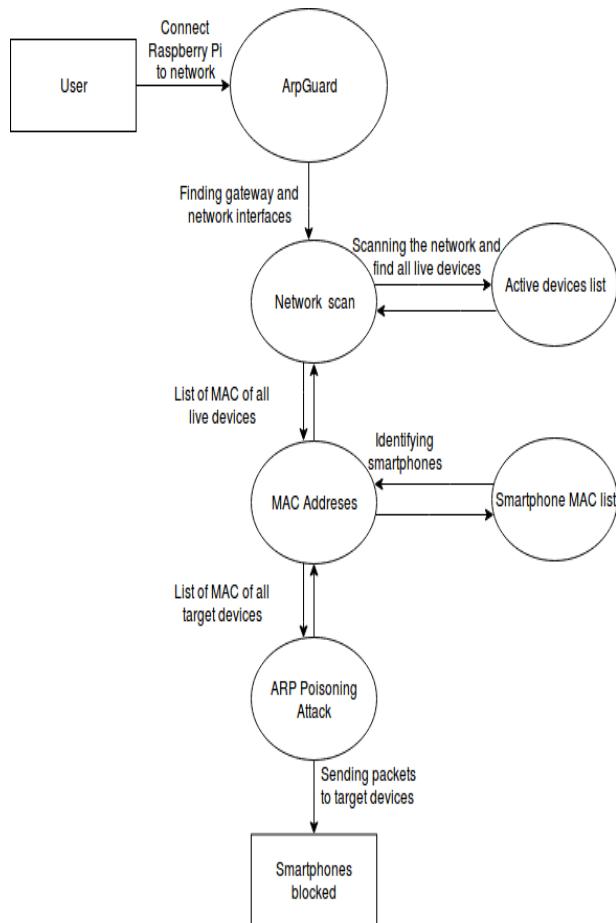 Connect
Raspberry Pi
to network
User
ArpGuard
Finding gateway and
network interfaces
Scanning the network and
find all live devices
Network scan
Active devices list
List of MAC of all
live devices
Identifying
smartphones
MAC Addreses
Smartphone MAC list
List of MAC of all
target devices
ARP Poisoning
Attack
Sending packets
to target devices
Smartphones
blocked